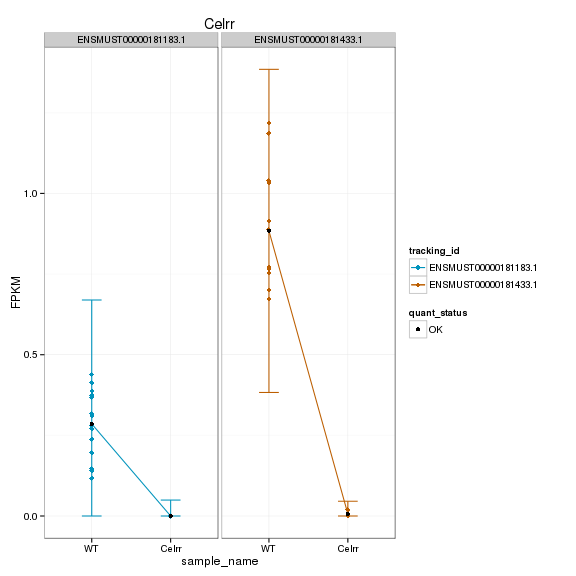 Celrr
ENSMUST00000181183.1
ENSMUST00000181433.1
FPKM
1.0
0.5
0.0
WT
Celrr
WT
Celrr
sample_name
tracking_id
ENSMUST00000181183.1
ENSMUST00000181433.1
quant_status
OK